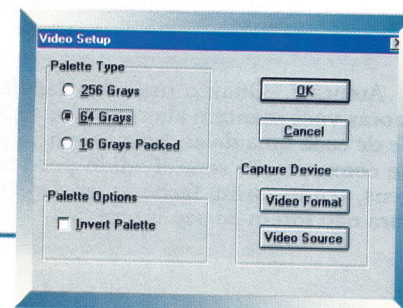 Video Setup
Palette Type
256 Grays
64 Grays
16 Grays Packed
OK
Cancel
Palette Options
Invert Palette
Capture Device
Video Format
Video Source